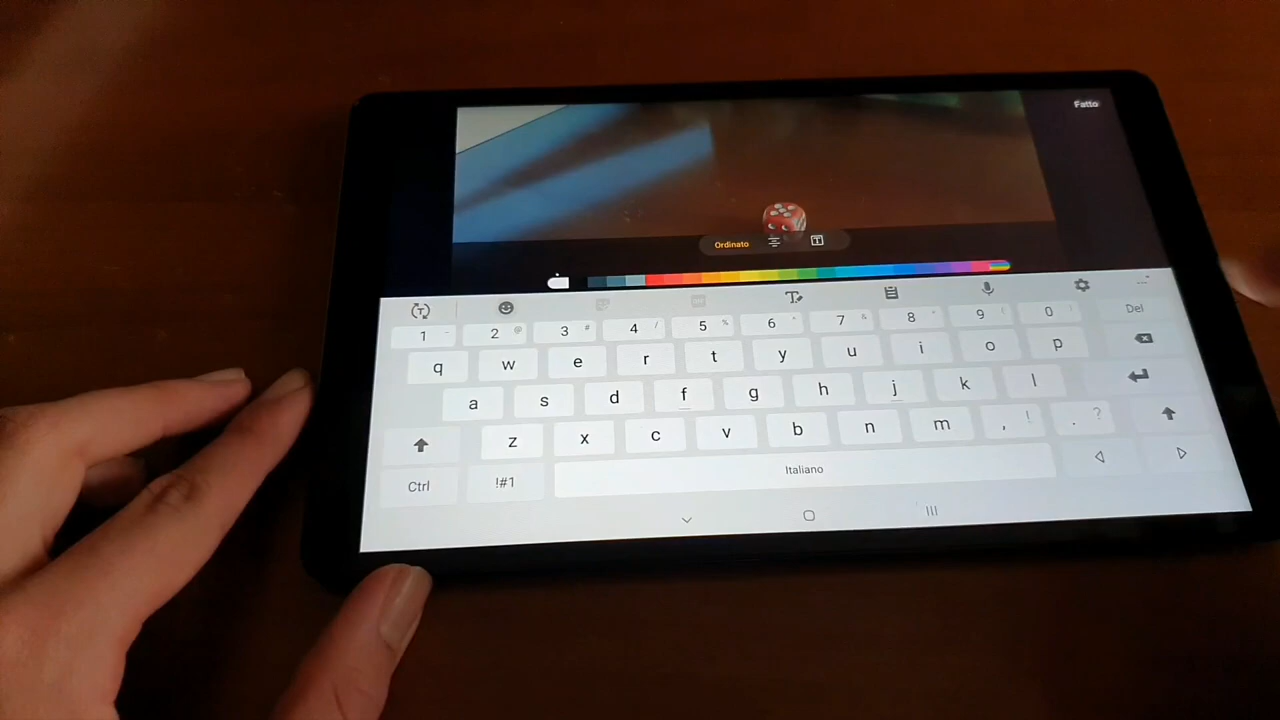 Fatto
Ordinato
1 2 @ 3 # 4 / 5 % 6 ^ 7 & 8 * 9 ( 0 ) Del
q w e r t y u i o p
a s d f g h j k l
z x c v b n m , ! . ?
Ctrl !#1 Italiano